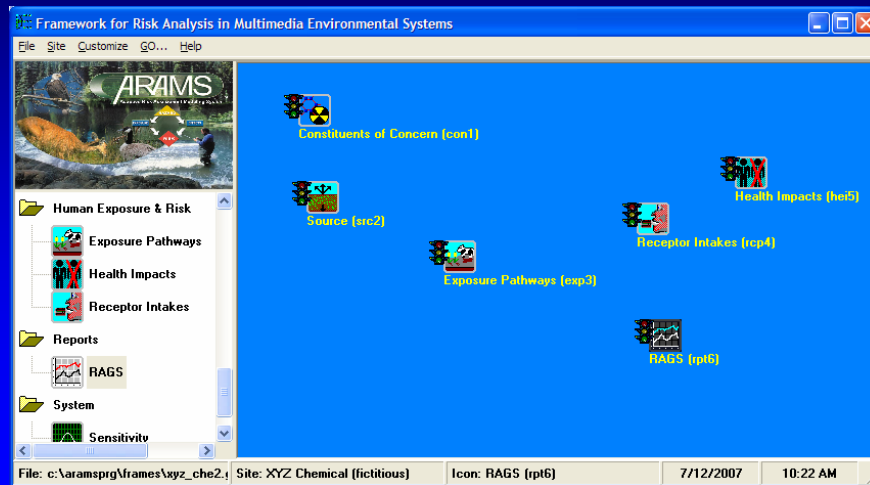 Framework for Risk Analysis in Multimedia Environmental Systems
File Site Customize GO... Help
ARAMS
Human Exposure & Risk
Exposure Pathways
Health Impacts
Receptor Intakes
Reports
RAGS
System
Sensitivity
Constituents of Concern (con1)
Source (src2)
Exposure Pathways (exp3)
Receptor Intakes (rcp4)
Health Impacts (hei5)
RAGS (rpt6)
File: c:\aramsprg\frames\xyz_che2.g Site: XYZ Chemical (fictitious) Icon: RAGS (rpt6) 7/12/2007 10:22 AM